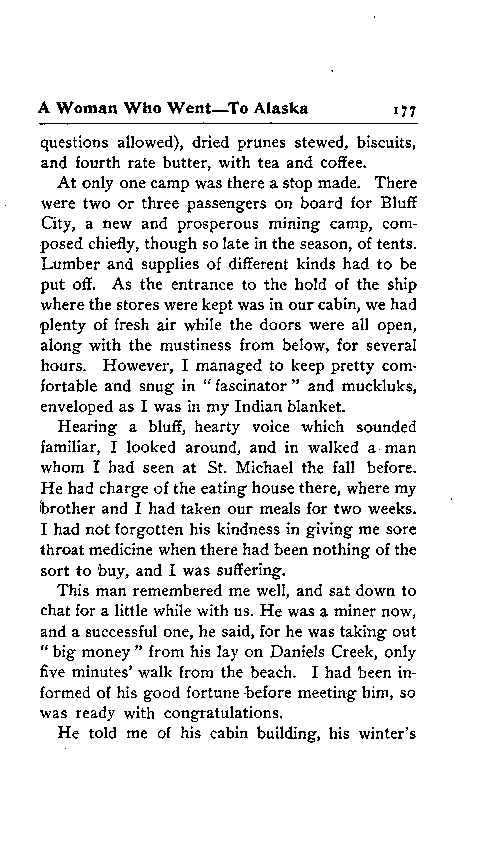 A Woman Who Went—To Alaska 177
questions allowed), dried prunes stewed, biscuits,
and fourth rate butter, with tea and coffee.
At only one camp was there a stop made. There
were two or three passengers on board for Bluff
City, a new and prosperous mining camp, com-
posed chiefly, though so late in the season, of tents.
Lumber and supplies of different kinds had to be
put off. As the entrance to the hold of the ship
where the stores were kept was in our cabin, we had
plenty of fresh air while the doors were all open,
along with the mustiness from below, for several
hours. However, I managed to keep pretty com-
fortable and snug in " fascinator " and muckluks,
enveloped as I was in my Indian blanket.
Hearing a bluff, hearty voice which sounded
familiar, I looked around, and in walked a man
whom I had seen at St. Michael the fall before.
He had charge of the eating house there, where my
brother and I had taken our meals for two weeks.
I had not forgotten his kindness in giving me sore
throat medicine when there had been nothing of the
sort to buy, and I was suffering.
This man remembered me well, and sat down to
chat for a little while with us. He was a miner now,
and a successful one, he said, for he was taking out
" big money " from his lay on Daniels Creek, only
five minutes' walk from the beach. I had been in-
formed of his good fortune before meeting him, so
was ready with congratulations.
He told me of his cabin building, his winter's